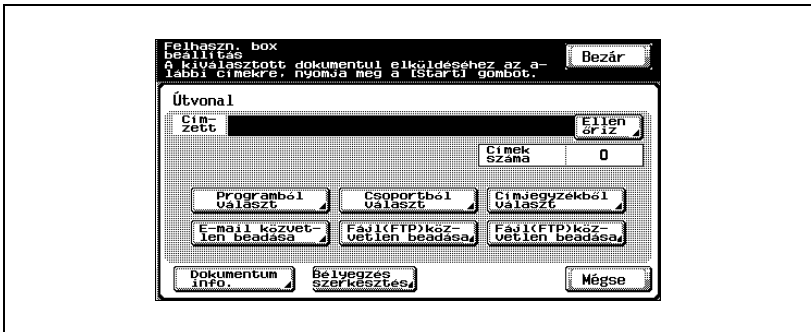 Felhaszn. box
beállítás
A kiválasztott dokumentul elküldéséhez az a-
lábbi címekre, nyomja meg a [Start] gombot.
Bezár
Útvonal
Cím-
zett
Ellen
őriz
Címek
száma
0
Programból
választ
Csoportból
választ
Címjegyzékből
választ
E-mail közvet-
len beadása
Fájl(FTP)köz-
vetlen beadása
Fájl(FTP)köz-
vetlen beadása
Dokumentum
info.
Bélyegzés
szerkesztés
Mégse